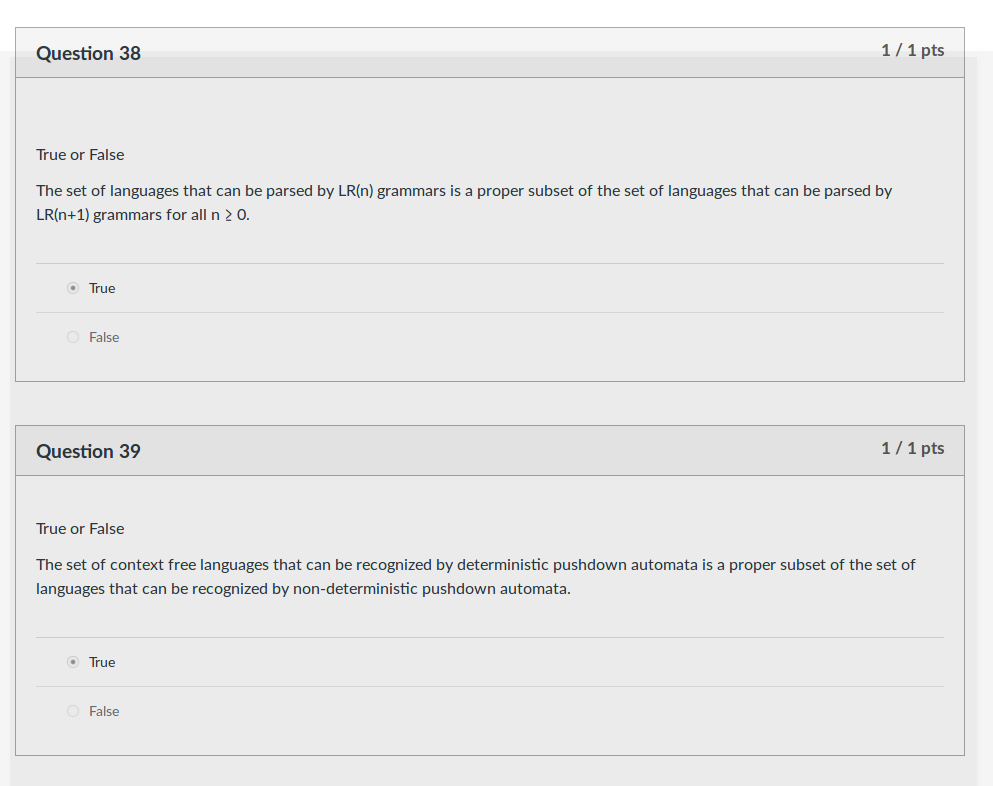 Question 38
1 / 1 pts
True or False
The set of languages that can be parsed by LR(n) grammars is a proper subset of the set of languages that can be parsed by
LR(n+1) grammars for all n ≥ 0.
True
False
Question 39
1 / 1 pts
True or False
The set of context free languages that can be recognized by deterministic pushdown automata is a proper subset of the set of
languages that can be recognized by non-deterministic pushdown automata.
True
False